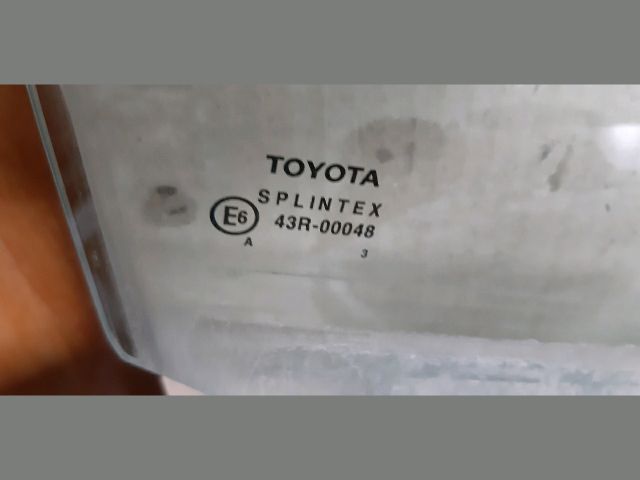 TOYOTA
SPLINTEX
E6 43R-00048
A 3